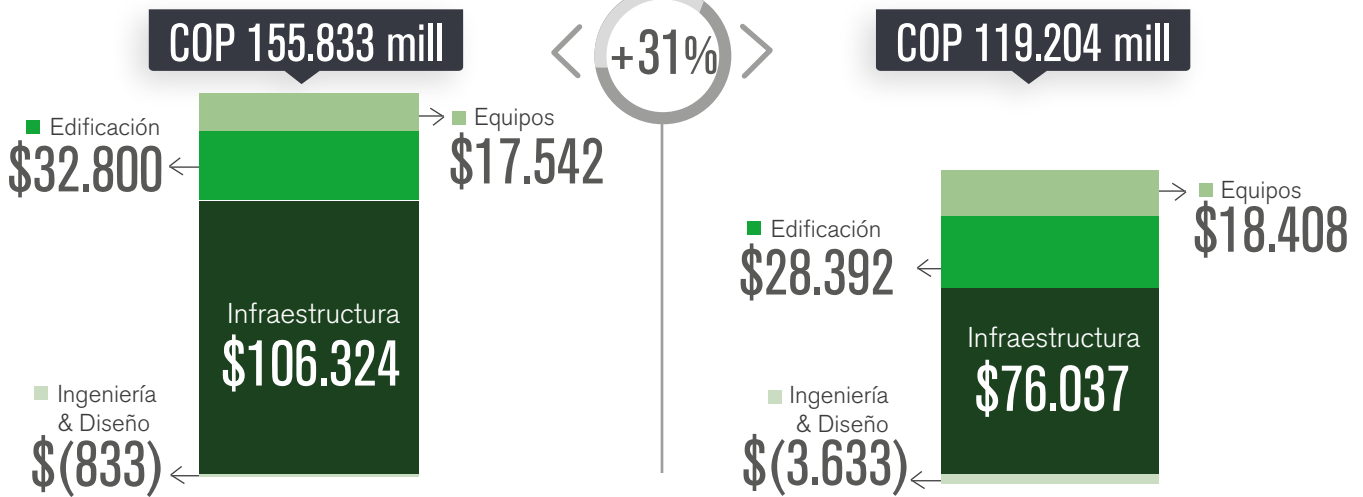 COP 155.833 mill
+31%
COP 119.204 mill
Edificación
$32.800
Equipos
$17.542
Infraestructura
$106.324
Ingeniería
& Diseño
$(833)
Equipos
$18.408
Edificación
$28.392
Infraestructura
$76.037
Ingeniería
& Diseño
$(3.633)